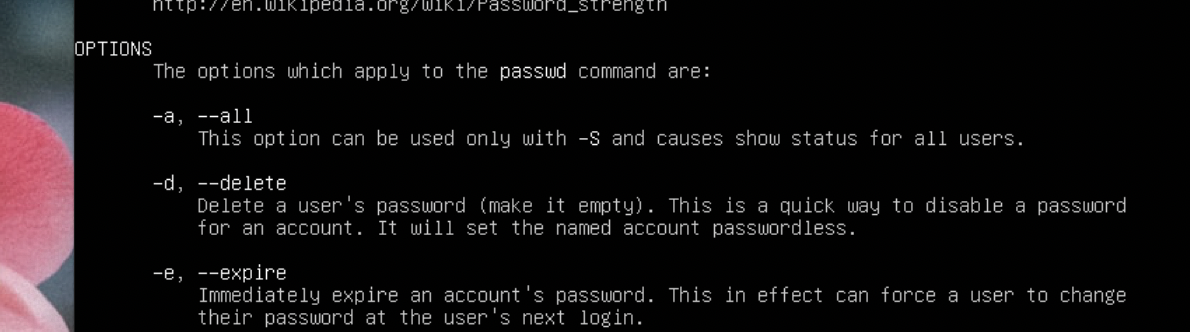 http://en.wikipedia.org/wiki/Password_strength
OPTIONS
The options which apply to the passwd command are:
-a, --all
This option can be used only with -S and causes show status for all users.
-d, --delete
Delete a user's password (make it empty). This is a quick way to disable a password
for an account. It will set the named account passwordless.
-e, --expire
Immediately expire an account's password. This in effect can force a user to change
their password at the user's next login.